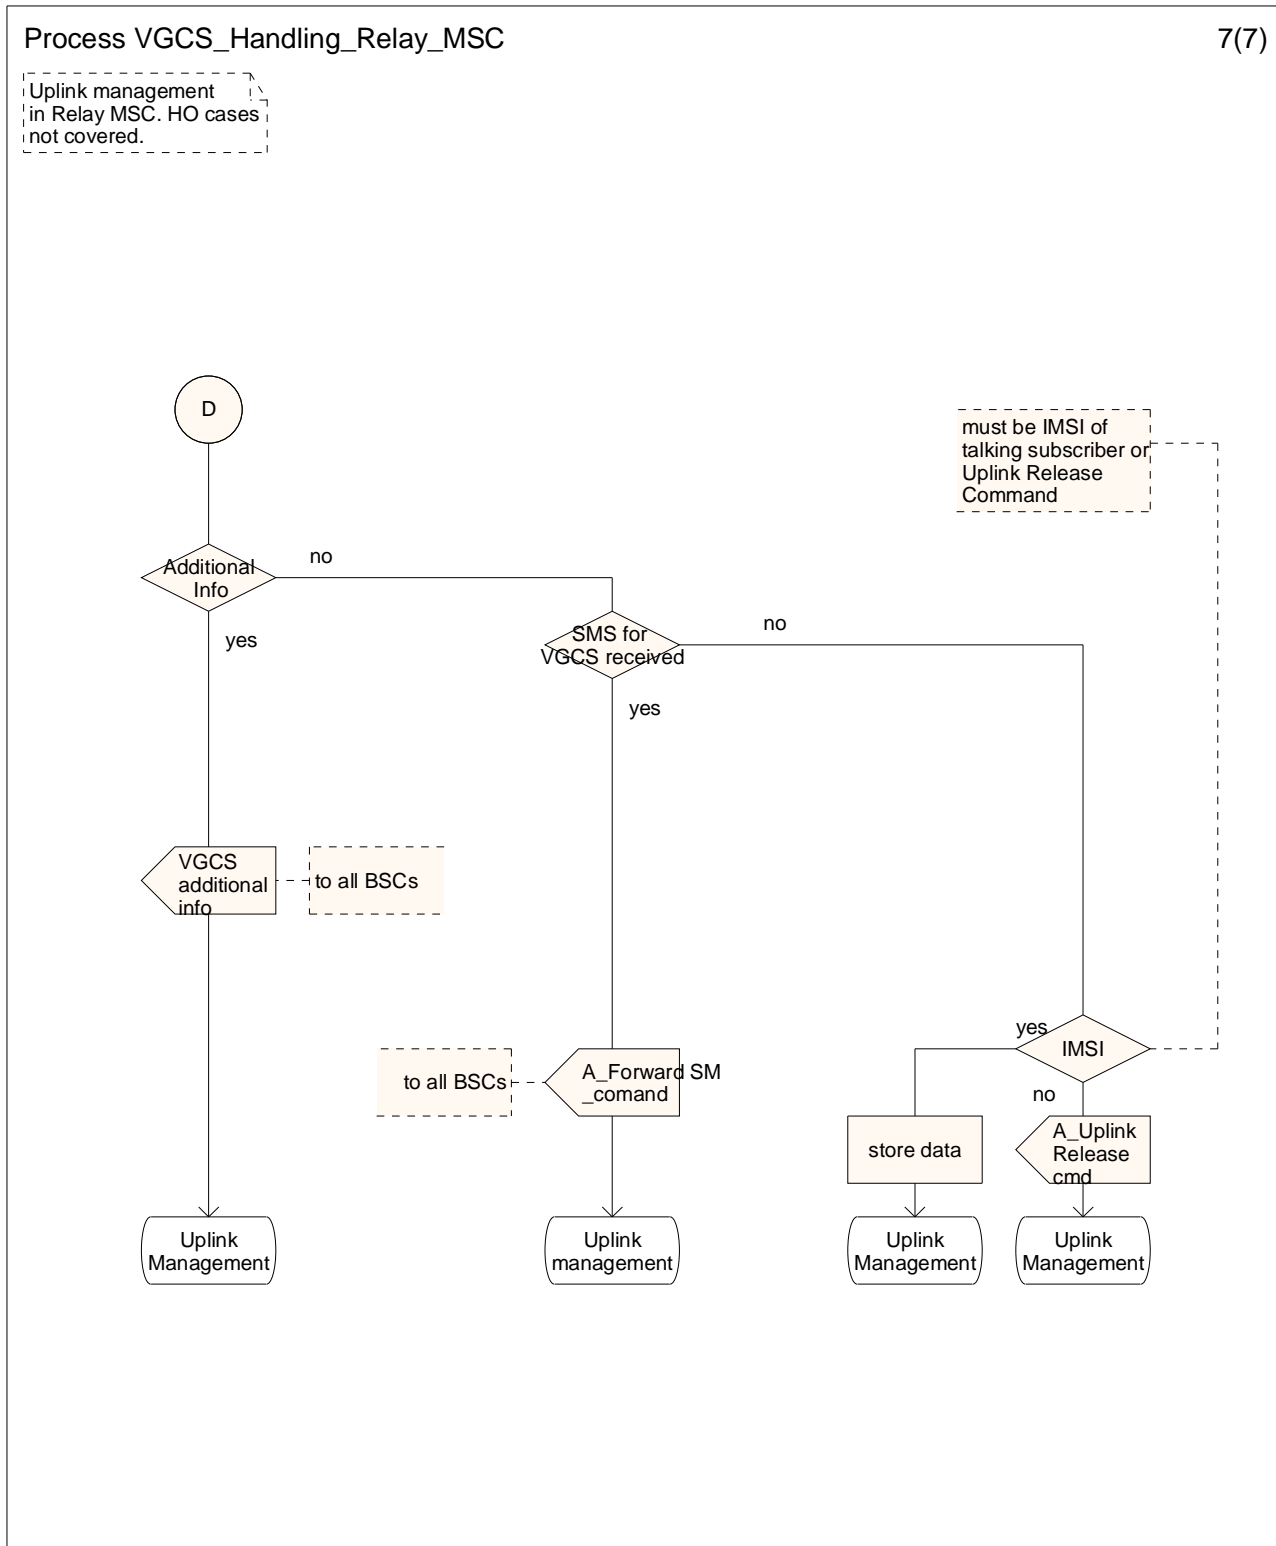 Process VGCS_Handling_Relay_MSC
7(7)
Uplink management
in Relay MSC. HO cases
not covered.
D
must be IMSI of
talking subscriber or
Uplink Release
Command
Additional
Info
no
yes
SMS for
VGCS received
no
yes
VGCS
additional
info
to all BSCs
yes
IMSI
no
to all BSCs
A_Forward SM
_comand
store data
A_Uplink
Release
cmd
Uplink
Management
Uplink
management
Uplink
Management
Uplink
Management